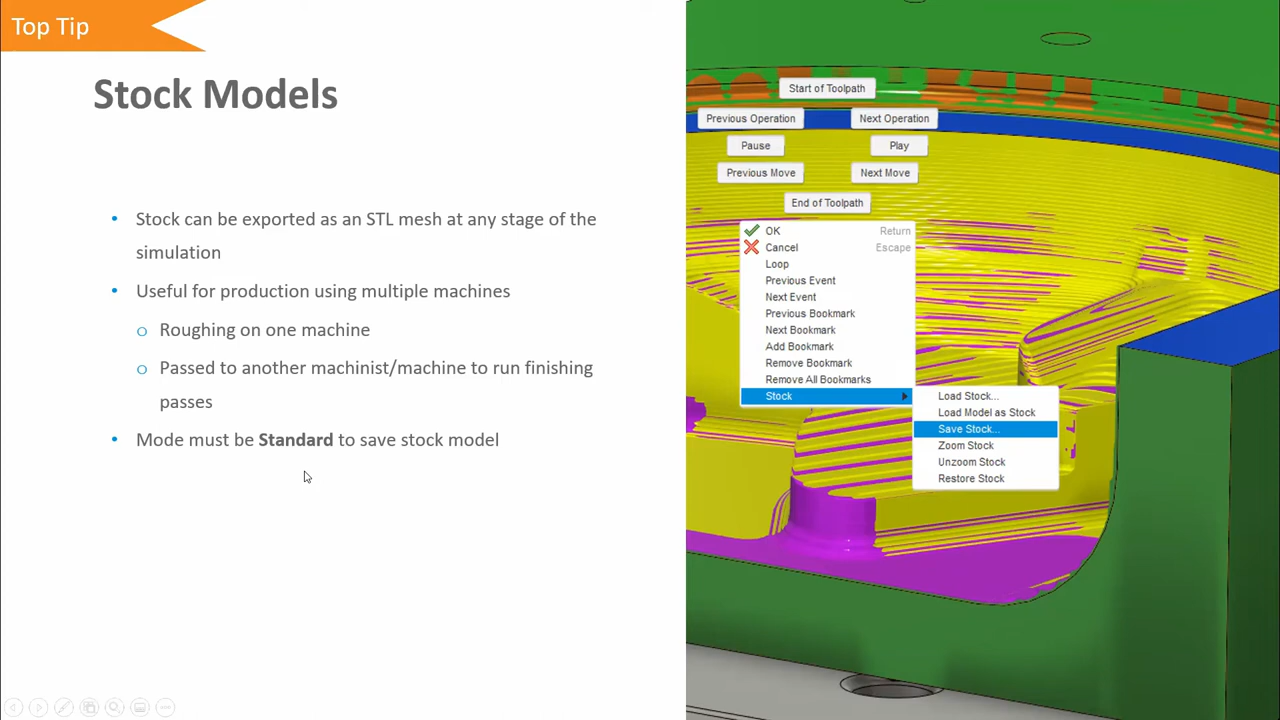 Top Tip
Stock Models
• Stock can be exported as an STL mesh at any stage of the
simulation
• Useful for production using multiple machines
o Roughing on one machine
o Passed to another machinist/machine to run finishing
passes
• Mode must be Standard to save stock model
Start of Toolpath
Previous Operation
Next Operation
Pause
Play
Previous Move
Next Move
End of Toolpath
OK Return
Cancel Escape
Loop
Previous Event
Next Event
Previous Bookmark
Next Bookmark
Add Bookmark
Remove Bookmark
Remove All Bookmarks
Stock
Load Stock...
Load Model as Stock
Save Stock...
Zoom Stock
Unzoom Stock
Restore Stock